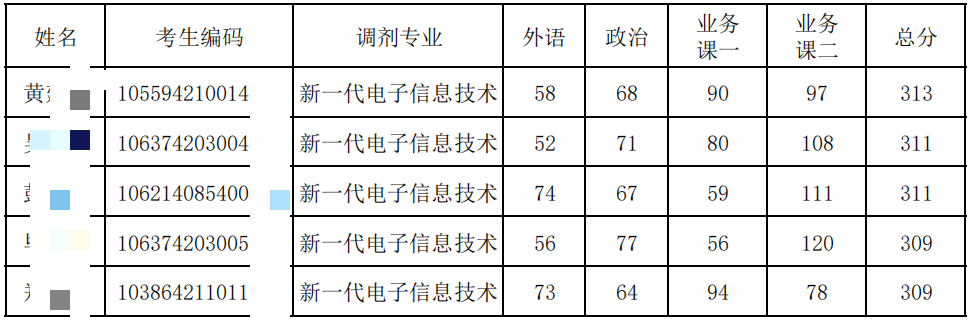 姓名 考生编码 调剂专业 外语 政治 业务课一 业务课二 总分
黄 105594210014 新一代电子信息技术 58 68 90 97 313
106374203004 新一代电子信息技术 52 71 80 108 311
106214085400 新一代电子信息技术 74 67 59 111 311
106374203005 新一代电子信息技术 56 77 56 120 309
103864211011 新一代电子信息技术 73 64 94 78 309